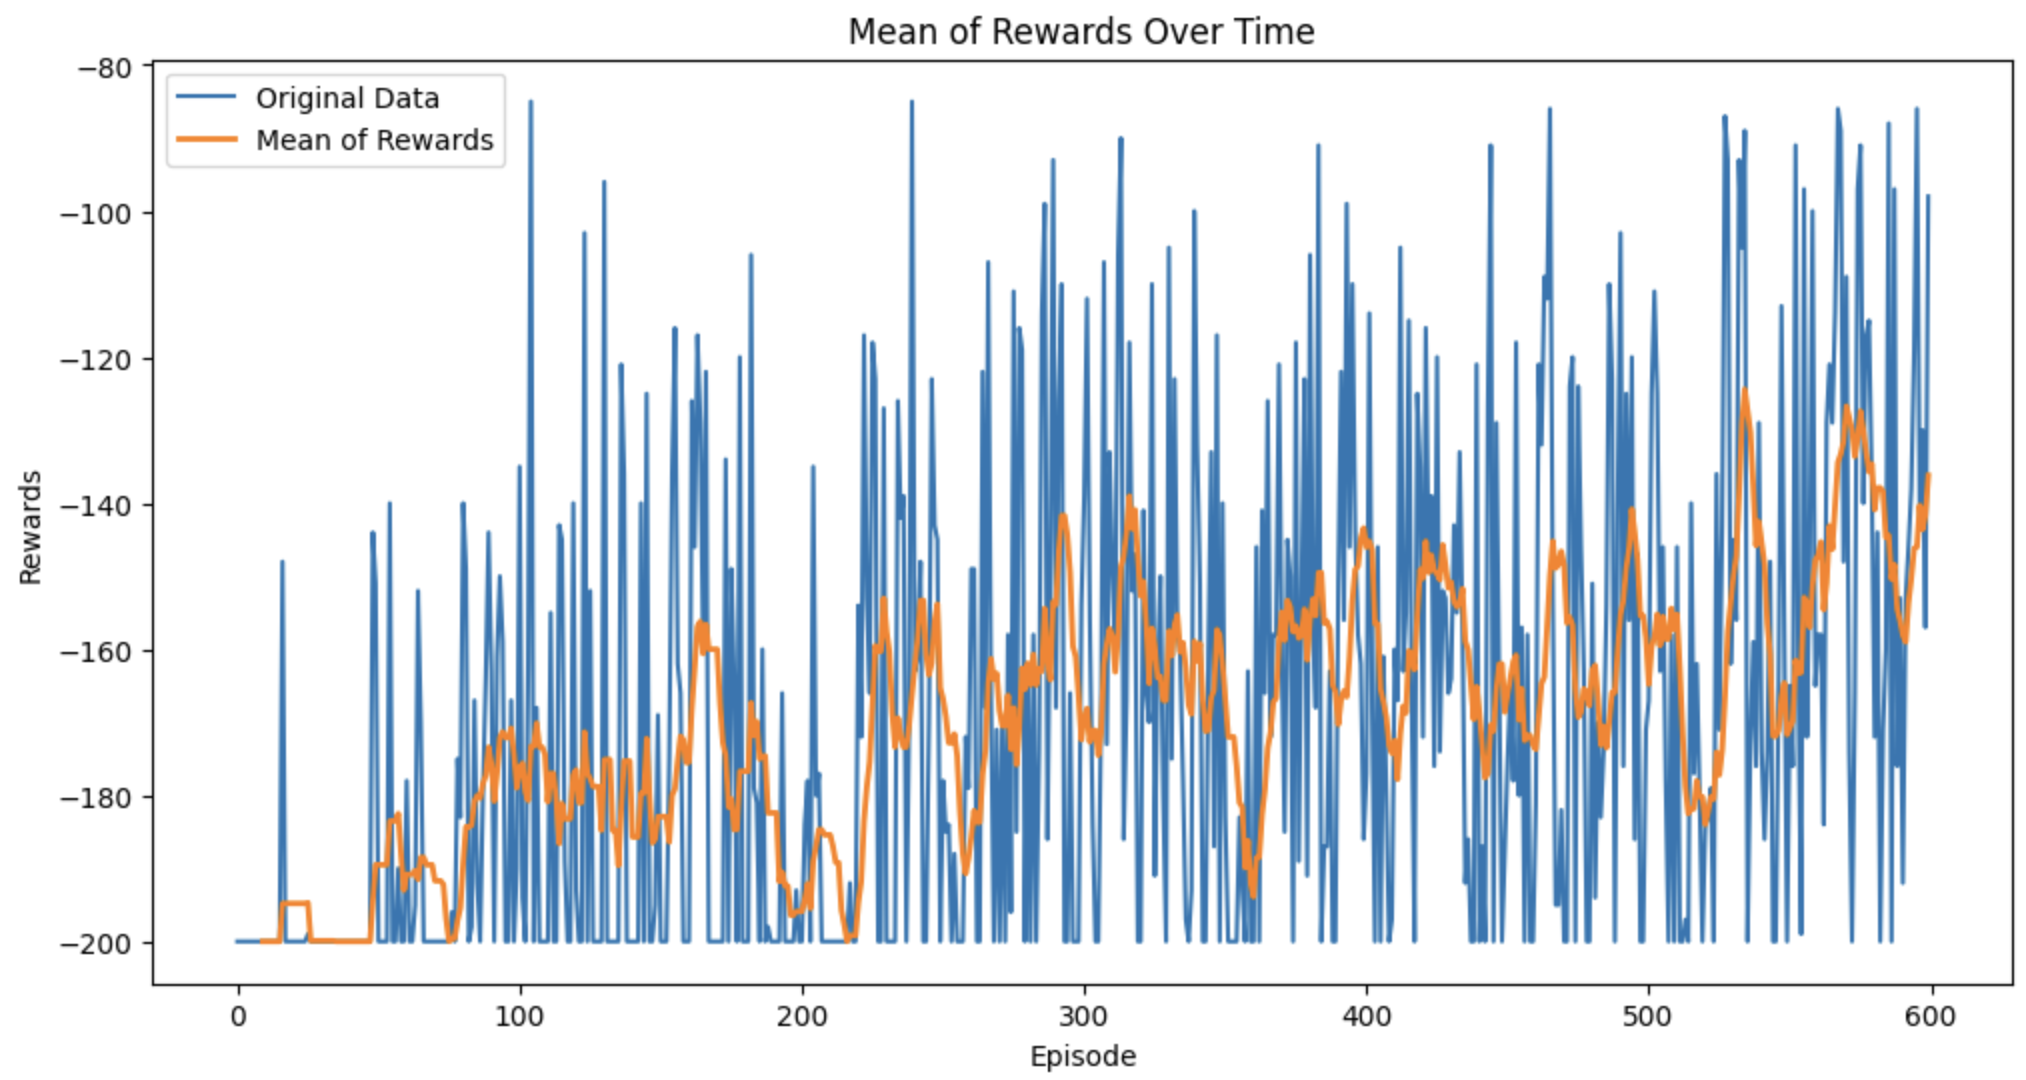 Mean of Rewards Over Time
Original Data
Mean of Rewards
Rewards
−80
−100
−120
−140
−160
−180
−200
0 100 200 300 400 500 600
Episode